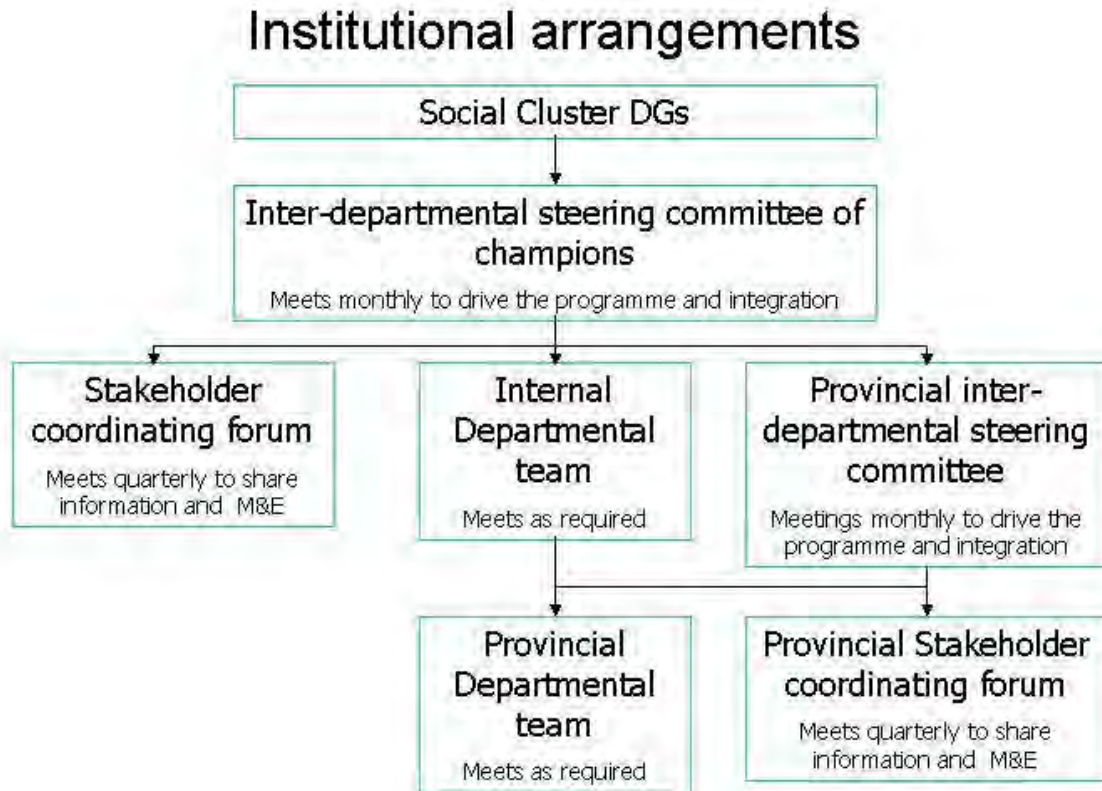 Institutional arrangements
Social Cluster DGs
Inter-departmental steering committee of
champions
Meets monthly to drive the programme and integration
Stakeholder
coordinating forum
Meets quarterly to share
information and M&E
Internal
Departmental
team
Meets as required
Provincial inter-
departmental steering
committee
Meetings monthly to drive the
programme and integration
Provincial
Departmental
team
Meets as required
Provincial Stakeholder
coordinating forum
Meets quarterly to share
information and M&E